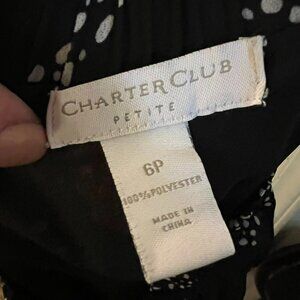 CHARTER CLUB
PETITE
6P
100% POLYESTER
MADE IN
CHINA